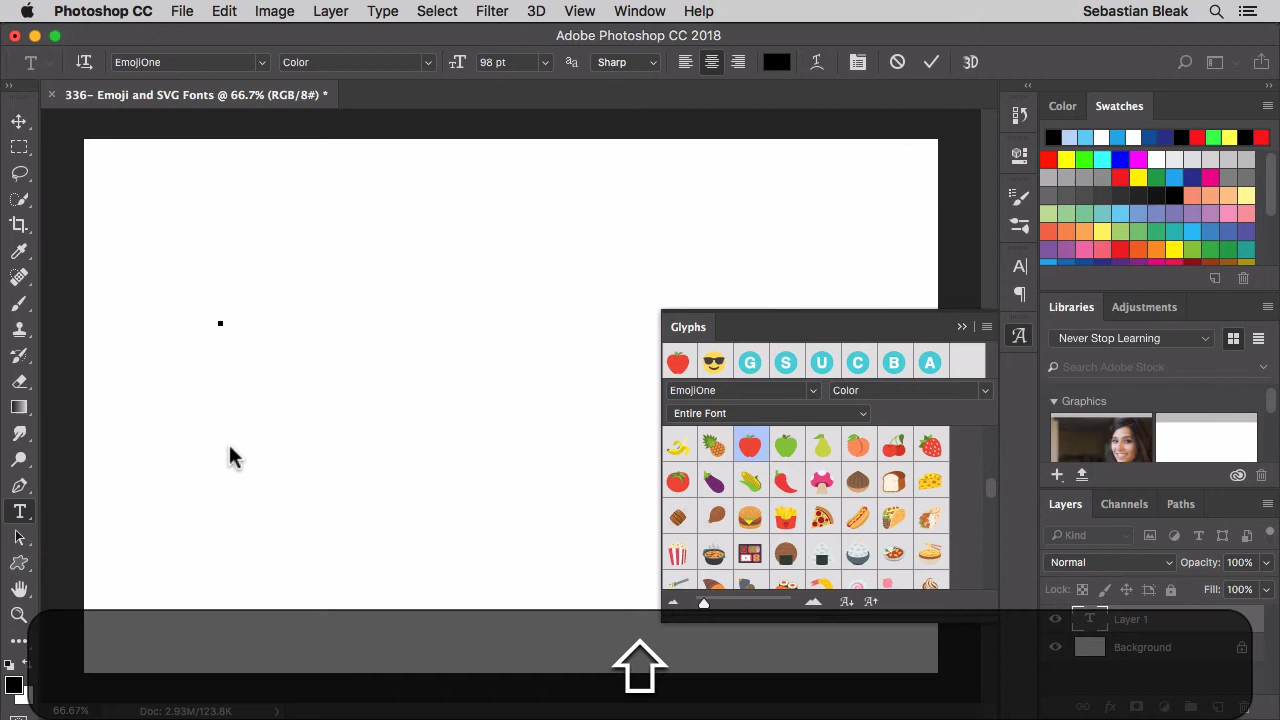 Photoshop CC File Edit Image Layer Type Select Filter 3D View Window Help Sebastian Bleak
Adobe Photoshop CC 2018
T EmojiOne Color 98 pt Sharp 3D
336– Emoji and SVG Fonts @ 66.7% (RGB/8#) *
Color Swatches
Libraries Adjustments
Never Stop Learning
Search Adobe Stock
Graphics
Glyphs
G S U C B A
EmojiOne Color
Entire Font
Layers Channels Paths
Kind
Normal Opacity: 100%
Lock: Fill: 100%
T Layer 1
Background
66.67% Doc: 2.93M/123.8K